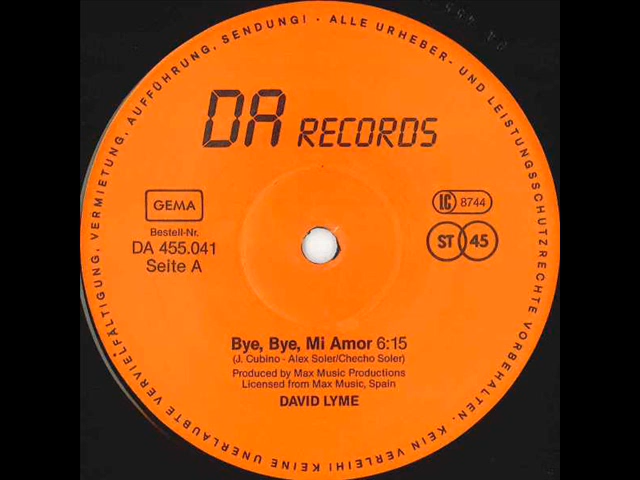 KEINE UNERLAUBTE VERVIELFÄLTIGUNG, VERMIETUNG, AUFFÜHRUNG, SENDUNG! - ALLE URHEBER- UND LEISTUNGSSCHUTZRECHTE VORBEHALTEN. KEIN VERLEIH!
DA RECORDS
GEMA
Bestell-Nr.
DA 455.041
Seite A
LC 8744
ST 45
Bye, Bye, Mi Amor 6:15
(J. Cubino - Alex Soler/Checho Soler)
Produced by Max Music Productions
Licensed from Max Music, Spain
DAVID LYME